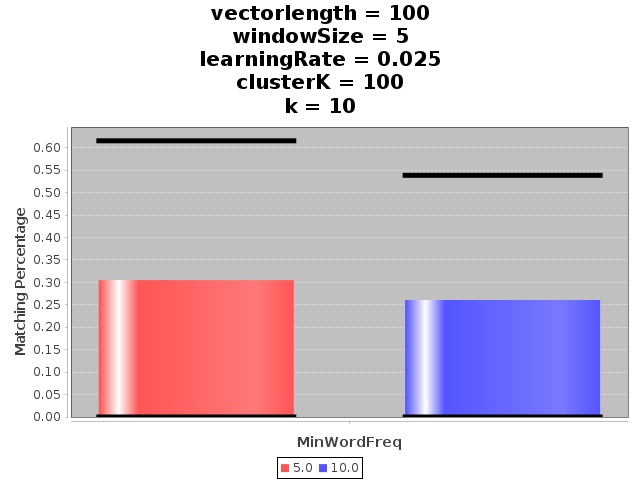 vectorlength = 100
windowSize = 5
learningRate = 0.025
clusterK = 100
k = 10
Matching Percentage
0.60
0.55
0.50
0.45
0.40
0.35
0.30
0.25
0.20
0.15
0.10
0.05
0.00
MinWordFreq
5.0 10.0